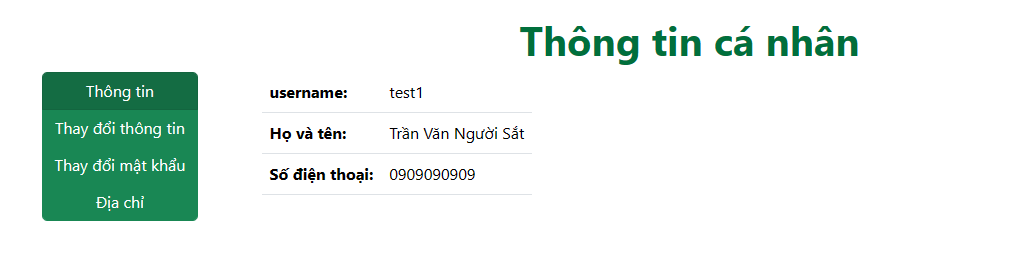 Thông tin cá nhân
Thông tin
Thay đổi thông tin
Thay đổi mật khẩu
Địa chỉ
username: test1
Họ và tên: Trần Văn Người Sắt
Số điện thoại: 0909090909